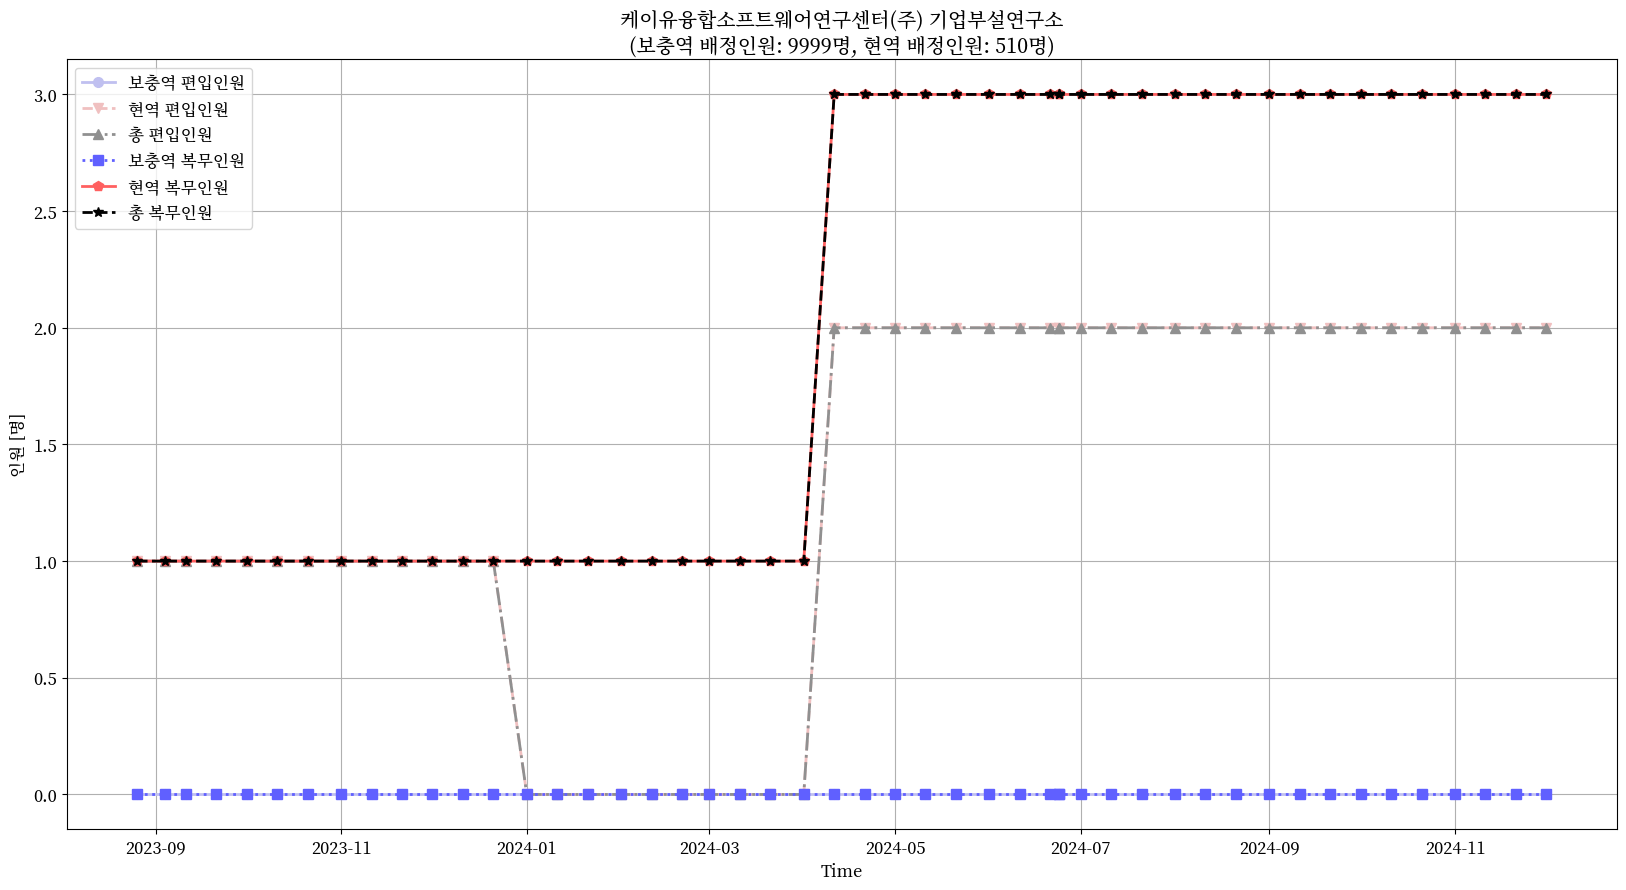 케이유융합소프트웨어연구센터(주) 기업부설연구소
(보충역 배정인원: 9999명, 현역 배정인원: 510명)
보충역 편입인원
현역 편입인원
총 편입인원
보충역 복무인원
현역 복무인원
총 복무인원
3.0
2.5
2.0
1.5
1.0
0.5
0.0
인원 [명]
2023-09
2023-11
2024-01
2024-03
2024-05
2024-07
2024-09
2024-11
Time